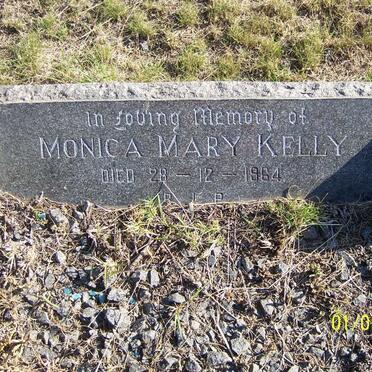 In Loving Memory of
MONICA MARY KELLY
DIED 28 - 12 - 1964
R. I. P.
01/0